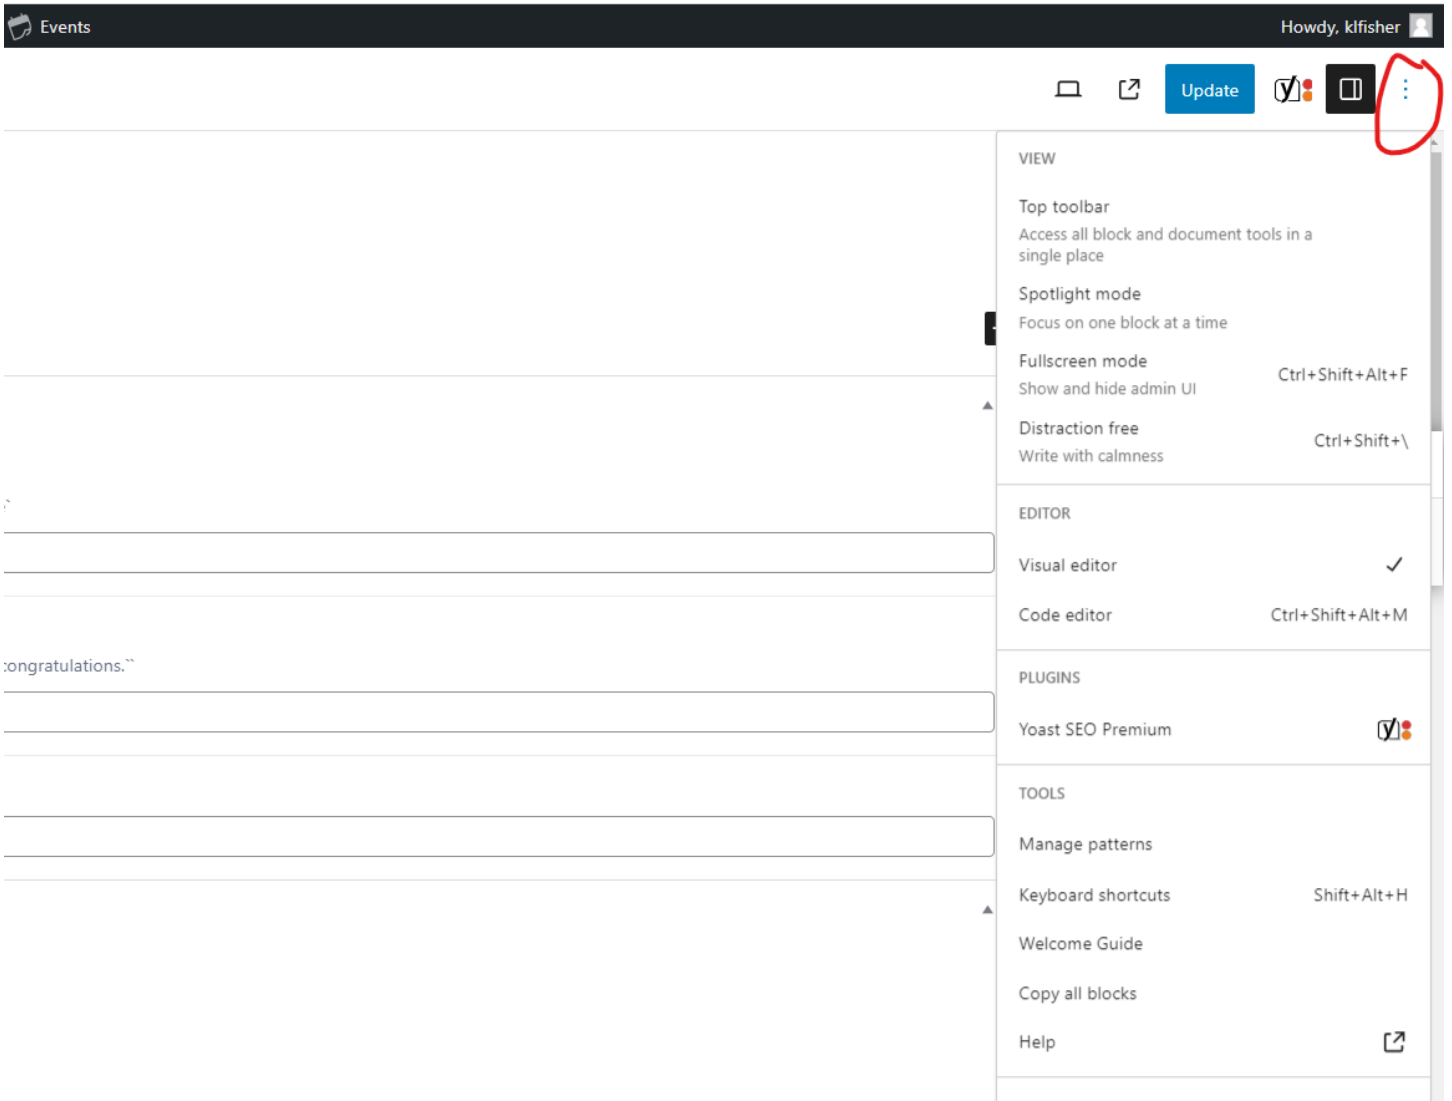 Events
Howdy, klfisher
Update
VIEW
Top toolbar
Access all block and document tools in a
single place
Spotlight mode
Focus on one block at a time
Fullscreen mode
Ctrl+Shift+Alt+F
Show and hide admin UI
Distraction free
Ctrl+Shift+\
Write with calmness
EDITOR
Visual editor
Code editor
Ctrl+Shift+Alt+M
congratulations.``
PLUGINS
Yoast SEO Premium
TOOLS
Manage patterns
Keyboard shortcuts
Shift+Alt+H
Welcome Guide
Copy all blocks
Help